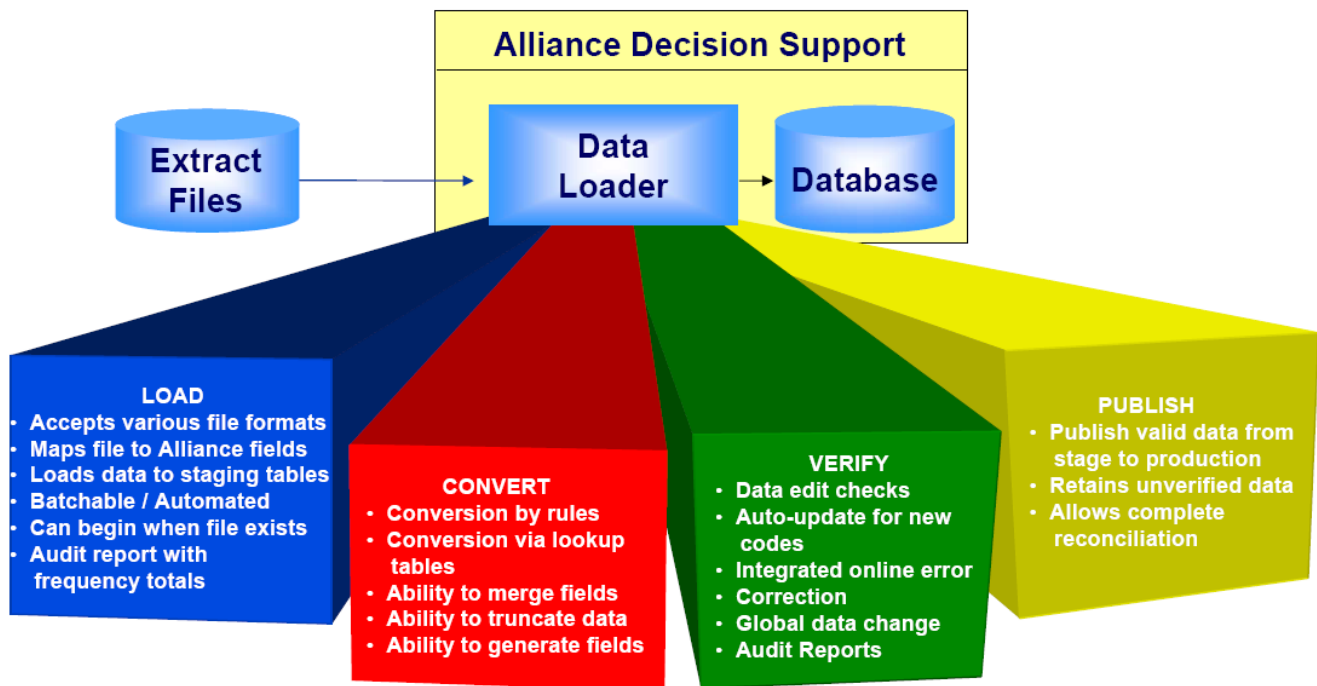 Alliance Decision Support
Extract
Files
Data
Loader
Database
LOAD
• Accepts various file formats
• Maps file to Alliance fields
• Loads data to staging tables
• Batchable / Automated
• Can begin when file exists
• Audit report with
frequency totals
CONVERT
• Conversion by rules
• Conversion via lookup
tables
• Ability to merge fields
• Ability to truncate data
• Ability to generate fields
VERIFY
• Data edit checks
• Auto-update for new
codes
• Integrated online error
• Correction
• Global data change
• Audit Reports
PUBLISH
• Publish valid data from
stage to production
• Retains unverified data
• Allows complete
reconciliation